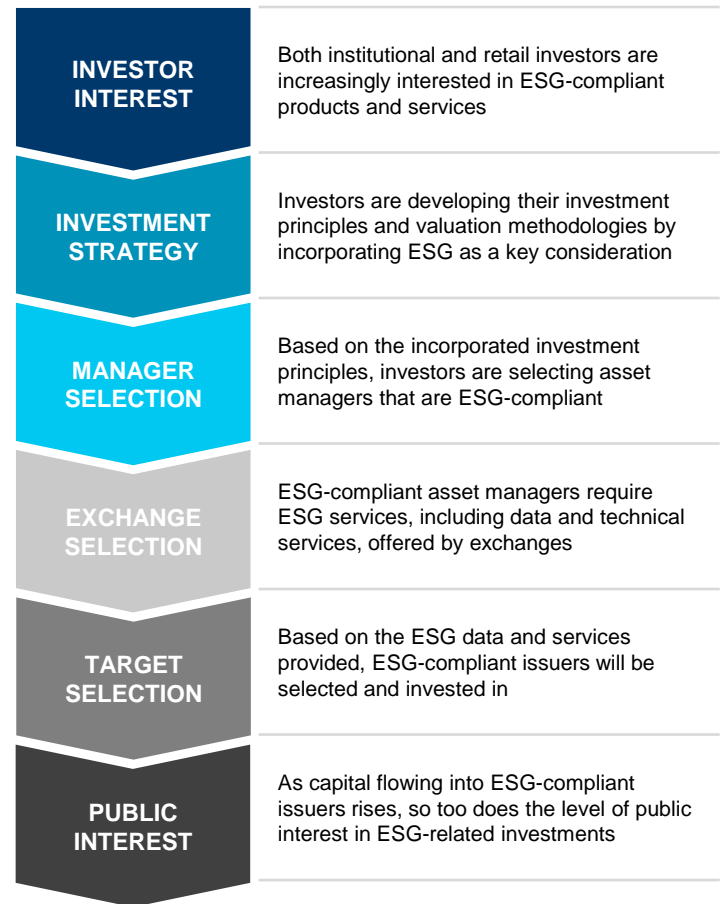 INVESTOR
INTEREST
Both institutional and retail investors are
increasingly interested in ESG-compliant
products and services
INVESTMENT
STRATEGY
Investors are developing their investment
principles and valuation methodologies by
incorporating ESG as a key consideration
MANAGER
SELECTION
Based on the incorporated investment
principles, investors are selecting asset
managers that are ESG-compliant
EXCHANGE
SELECTION
ESG-compliant asset managers require
ESG services, including data and technical
services, offered by exchanges
TARGET
SELECTION
Based on the ESG data and services
provided, ESG-compliant issuers will be
selected and invested in
PUBLIC
INTEREST
As capital flowing into ESG-compliant
issuers rises, so too does the level of public
interest in ESG-related investments